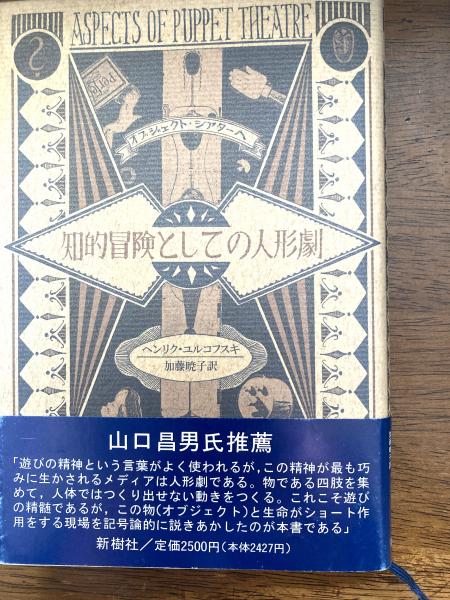 ASPECTS OF PUPPET THEATRE
オブジェクト・シアターへ
知的冒険としての人形劇
ヘンリク・ユルコフスキ
加藤暁子訳
山口昌男氏推薦
「遊びの精神という言葉がよく使われるが,この精神が最も巧
みに生かされるメディアは人形劇である。物である四肢を集
めて,人体ではつくり出せない動きをつくる。これこそ遊び
の精髄であるが,この物(オブジェクト)と生命がショート作
用をする現場を記号論的に説きあかしたのが本書である」
新樹社/定価2500円(本体2427円)